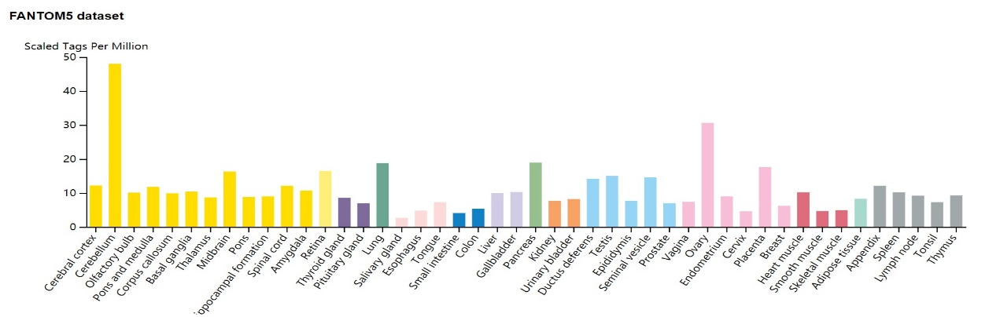 FANTOM5 dataset
Scaled Tags Per Million
50
40
30
20
10
0
Cerebral cortex
Cerebellum
Olfactory bulb
Pons and medulla
Corpus callosum
Basal ganglia
Thalamus
Midbrain
Pons
ippocampal formation
Spinal cord
Amygdala
Retina
Thyroid gland
Pituitary gland
Lung
Salivary gland
Esophagus
Tongue
Small intestine
Colon
Liver
Gallbladder
Pancreas
Kidney
Urinary bladder
Ductus deferens
Testis
Epididymis
Seminal vesicle
Prostate
Vagina
Ovary
Endometrium
Cervix
Placenta
Breast
Heart muscle
Smooth muscle
Skeletal muscle
Adipose tissue
Appendix
Spleen
Lymph node
Tonsil
Thymus